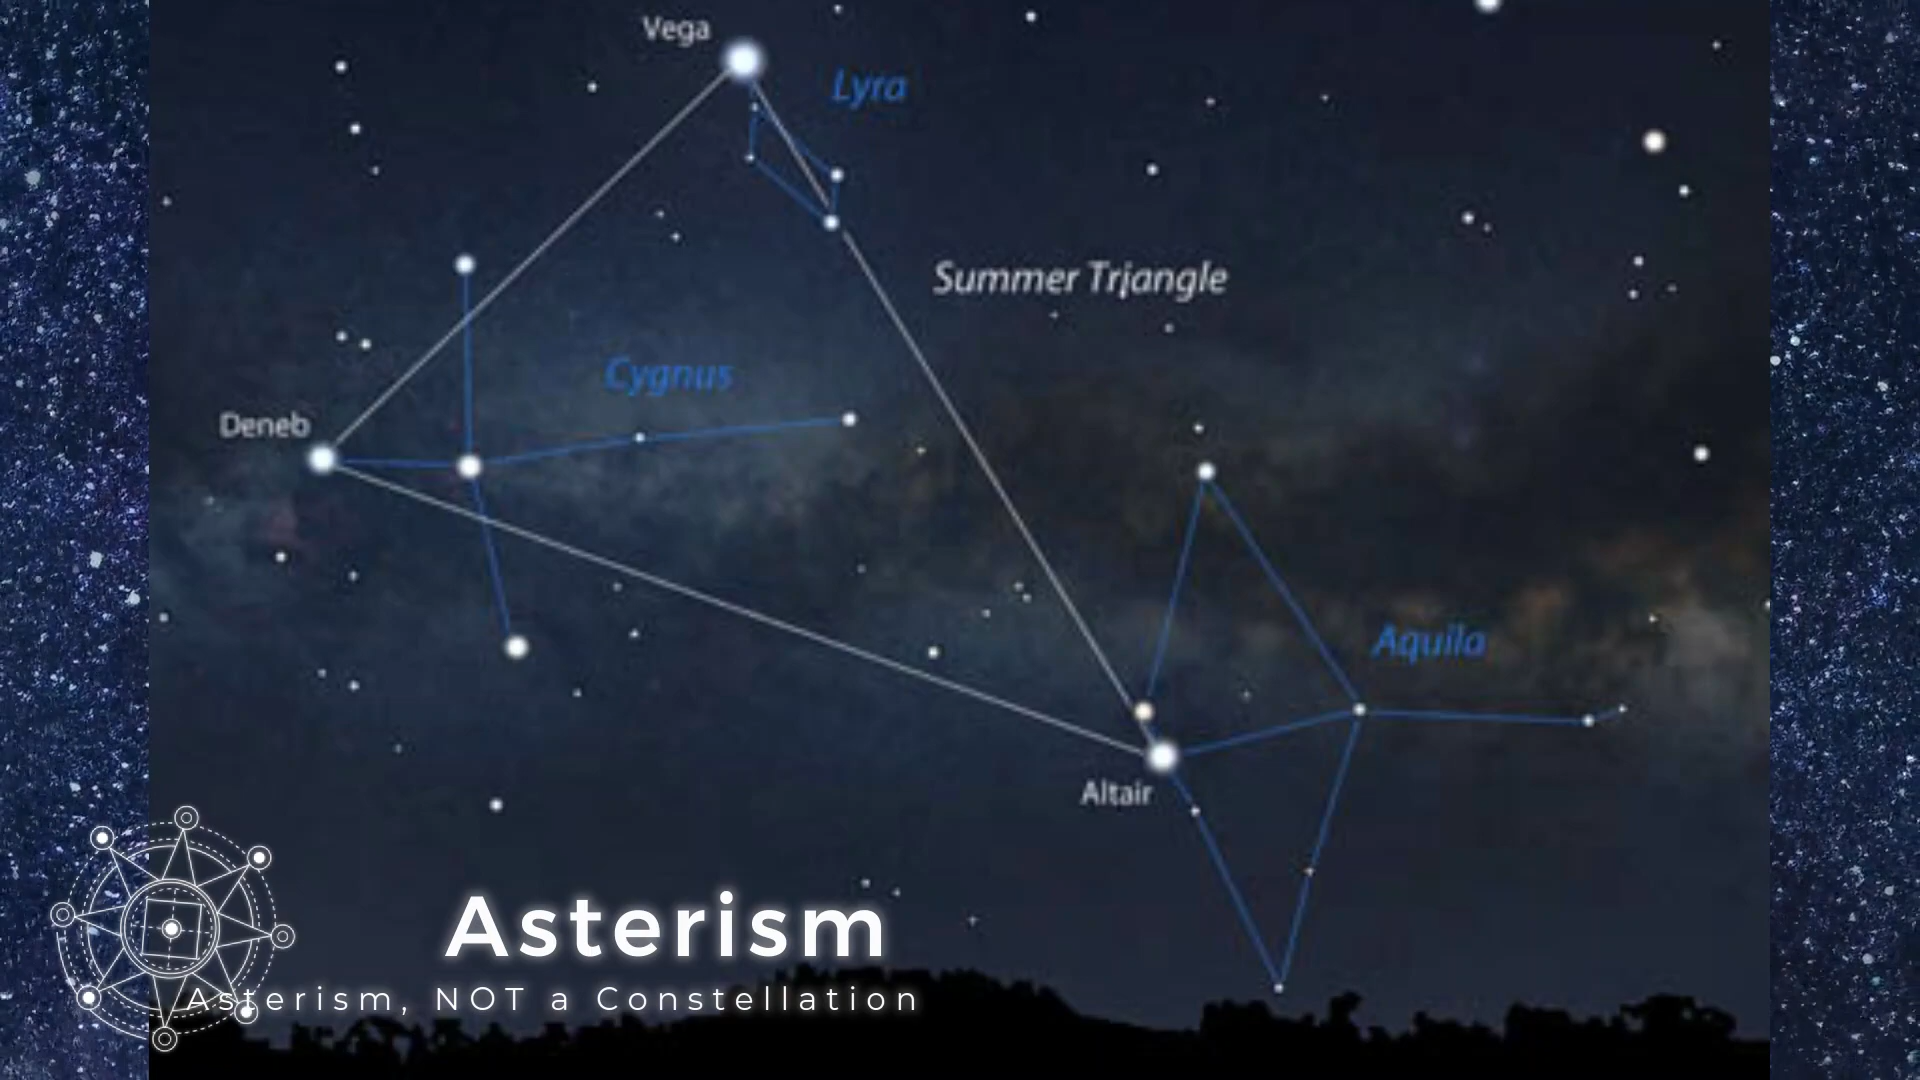 Vega
Lyra
Summer Triangle
Cygnus
Deneb
Aquila
Altair
Asterism
Asterism, NOT a Constellation